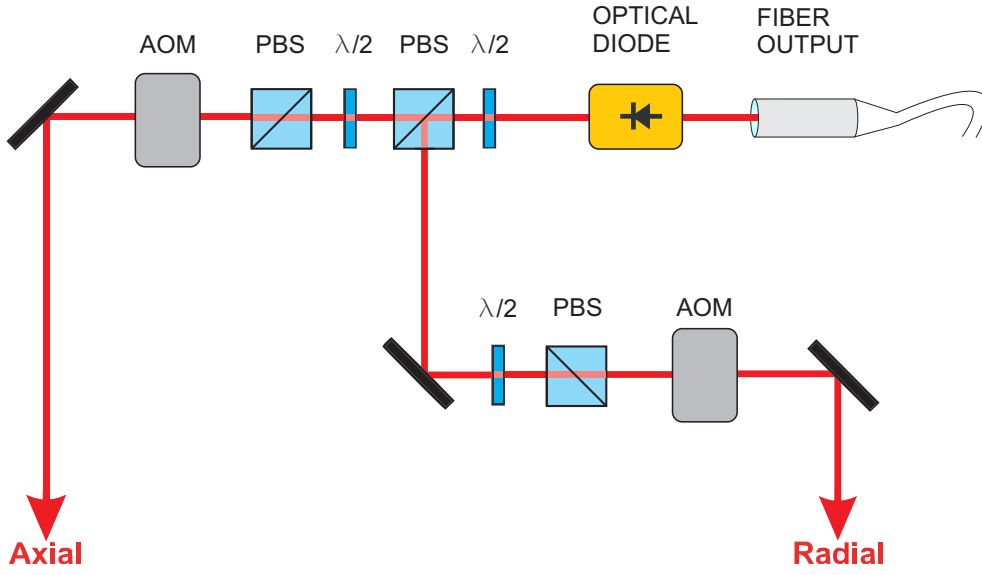 AOM
PBS
λ/2
PBS
λ/2
OPTICAL
DIODE
FIBER
OUTPUT
λ/2
PBS
AOM
Axial
Radial